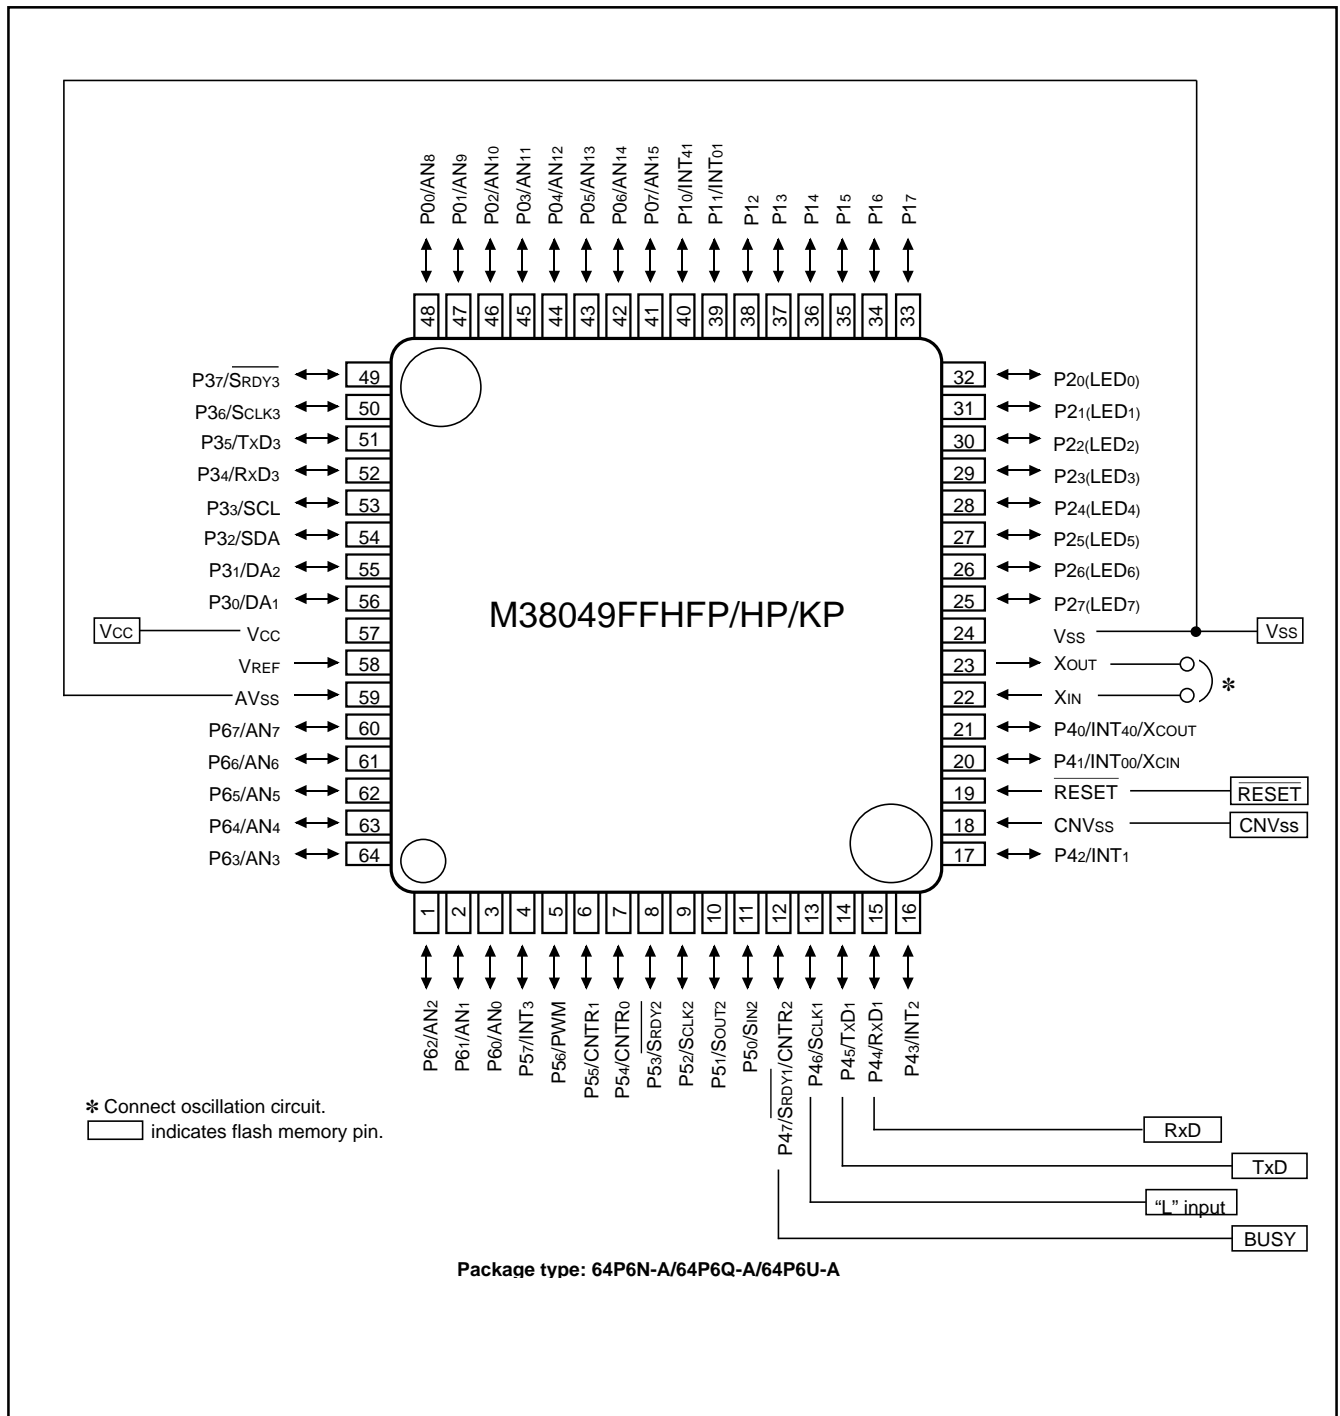 P00/AN8
P01/AN9
P02/AN10
P03/AN11
P04/AN12
P05/AN13
P06/AN14
P07/AN15
P10/INT41
P11/INT01
P12
P13
P14
P15
P16
P17
48
47
46
45
44
43
42
41
40
39
38
37
36
35
34
33
P37/SRDY3 49
P36/SCLK3 50
P35/TXD3 51
P34/RXD3 52
P33/SCL 53
P32/SDA 54
P31/DA2 55
P30/DA1 56
VCC VCC 57
VREF 58
AVSS 59
P67/AN7 60
P66/AN6 61
P65/AN5 62
P64/AN4 63
P63/AN3 64
M38049FFHFP/HP/KP
32 P20(LED0)
31 P21(LED1)
30 P22(LED2)
29 P23(LED3)
28 P24(LED4)
27 P25(LED5)
26 P26(LED6)
25 P27(LED7)
24 VSS VSS
23 XOUT
22 XIN
✻
21 P40/INT40/XCOUT
20 P41/INT00/XCIN
19 RESET RESET
18 CNVSS CNVss
17 P42/INT1
1
2
3
4
5
6
7
8
9
10
11
12
13
14
15
16
P62/AN2
P61/AN1
P60/AN0
P57/INT3
P56/PWM
P55/CNTR1
P54/CNTR0
P53/SRDY2
P52/SCLK2
P51/SOUT2
P50/SIN2
P47/SRDY1/CNTR2
P46/SCLK1
P45/TXD1
P44/RXD1
P43/INT2
RxD
TxD
“L” input
BUSY
✻ Connect oscillation circuit.
indicates flash memory pin.
Package type: 64P6N-A/64P6Q-A/64P6U-A